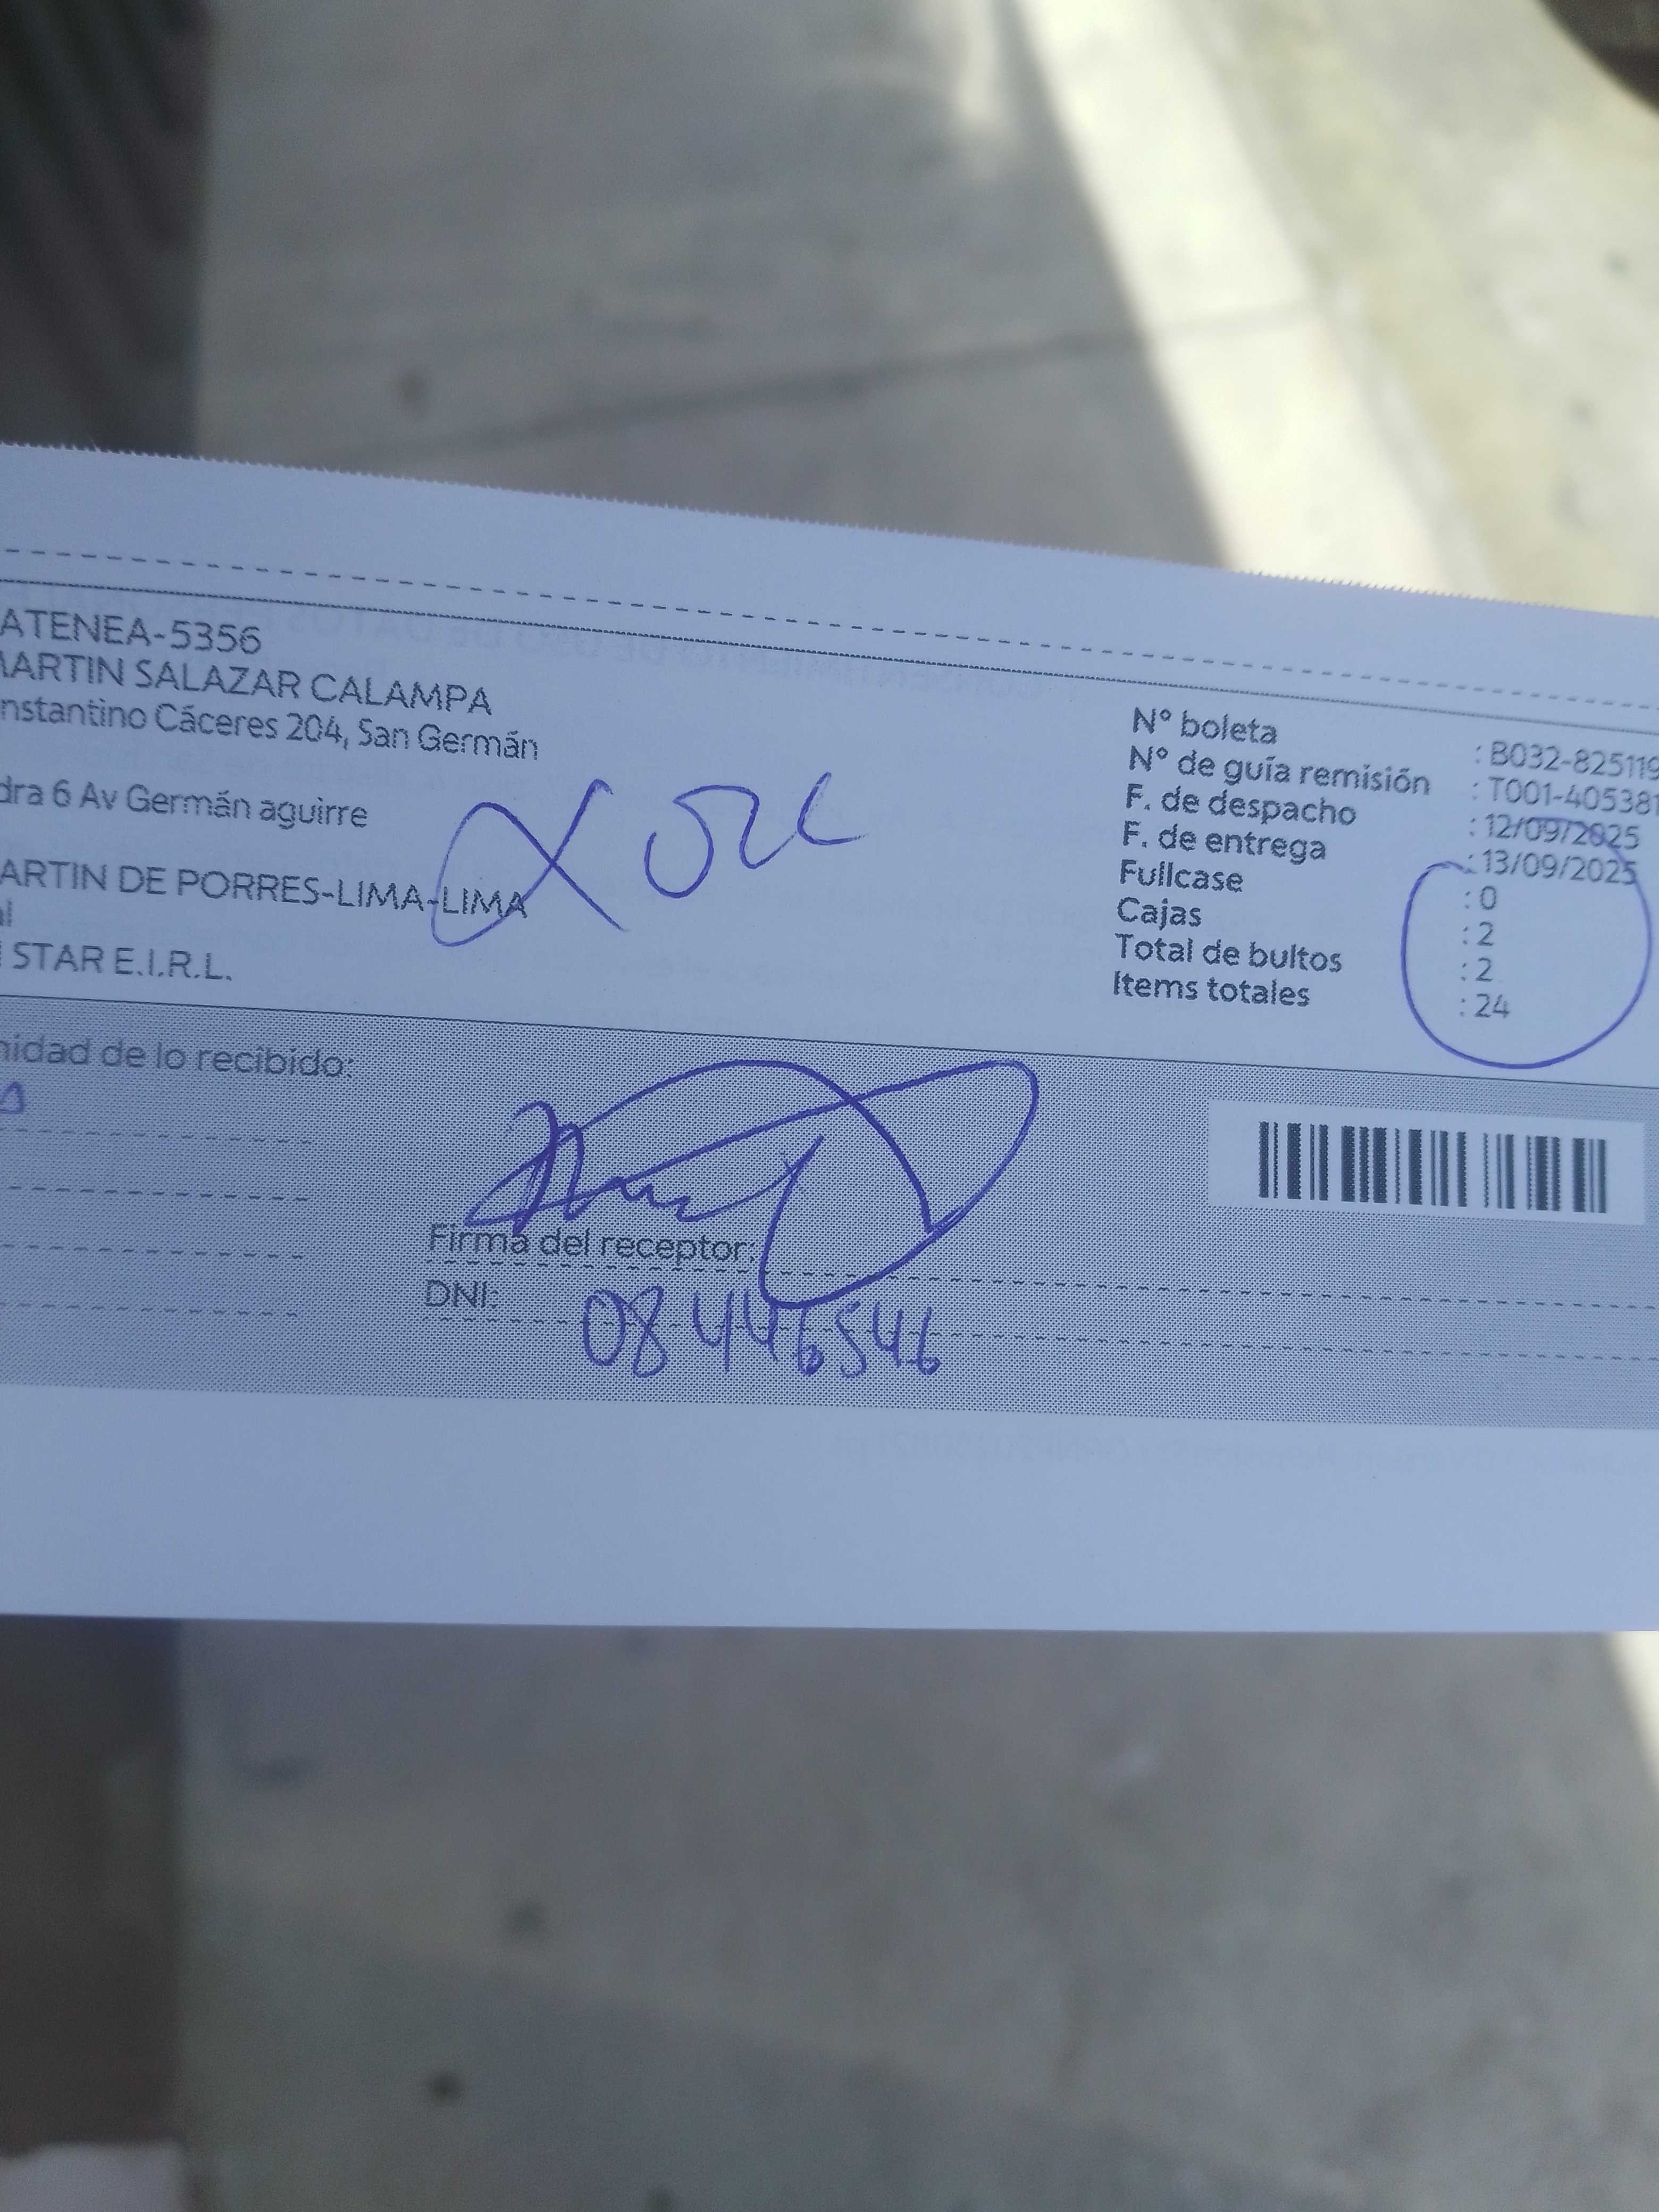 ATENEA-5356
MARTIN SALAZAR CALAMPA
nstantino Cáceres 204, San Germán
dra 6 Av Germán aguirre
ARTIN DE PORRES-LIMA-LIMA
al
STAR E.I.R.L.
N° boleta : B032-825119
N° de guía remisión : T001-405381
F. de despacho : 12/09/2025
F. de entrega : 13/09/2025
Fullcase : 0
Cajas : 2
Total de bultos : 2
Items totales : 24
midad de lo recibido:
Firma del receptor:
DNI: 08446546